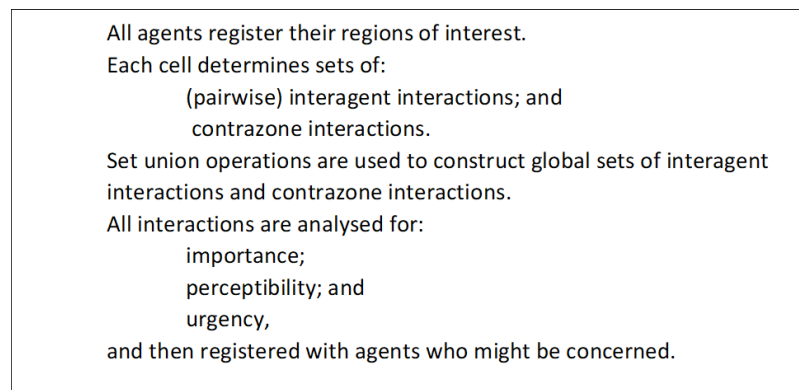 All agents register their regions of interest.
Each cell determines sets of:
(pairwise) interagent interactions; and
contrazone interactions.
Set union operations are used to construct global sets of interagent
interactions and contrazone interactions.
All interactions are analysed for:
importance;
perceptibility; and
urgency,
and then registered with agents who might be concerned.